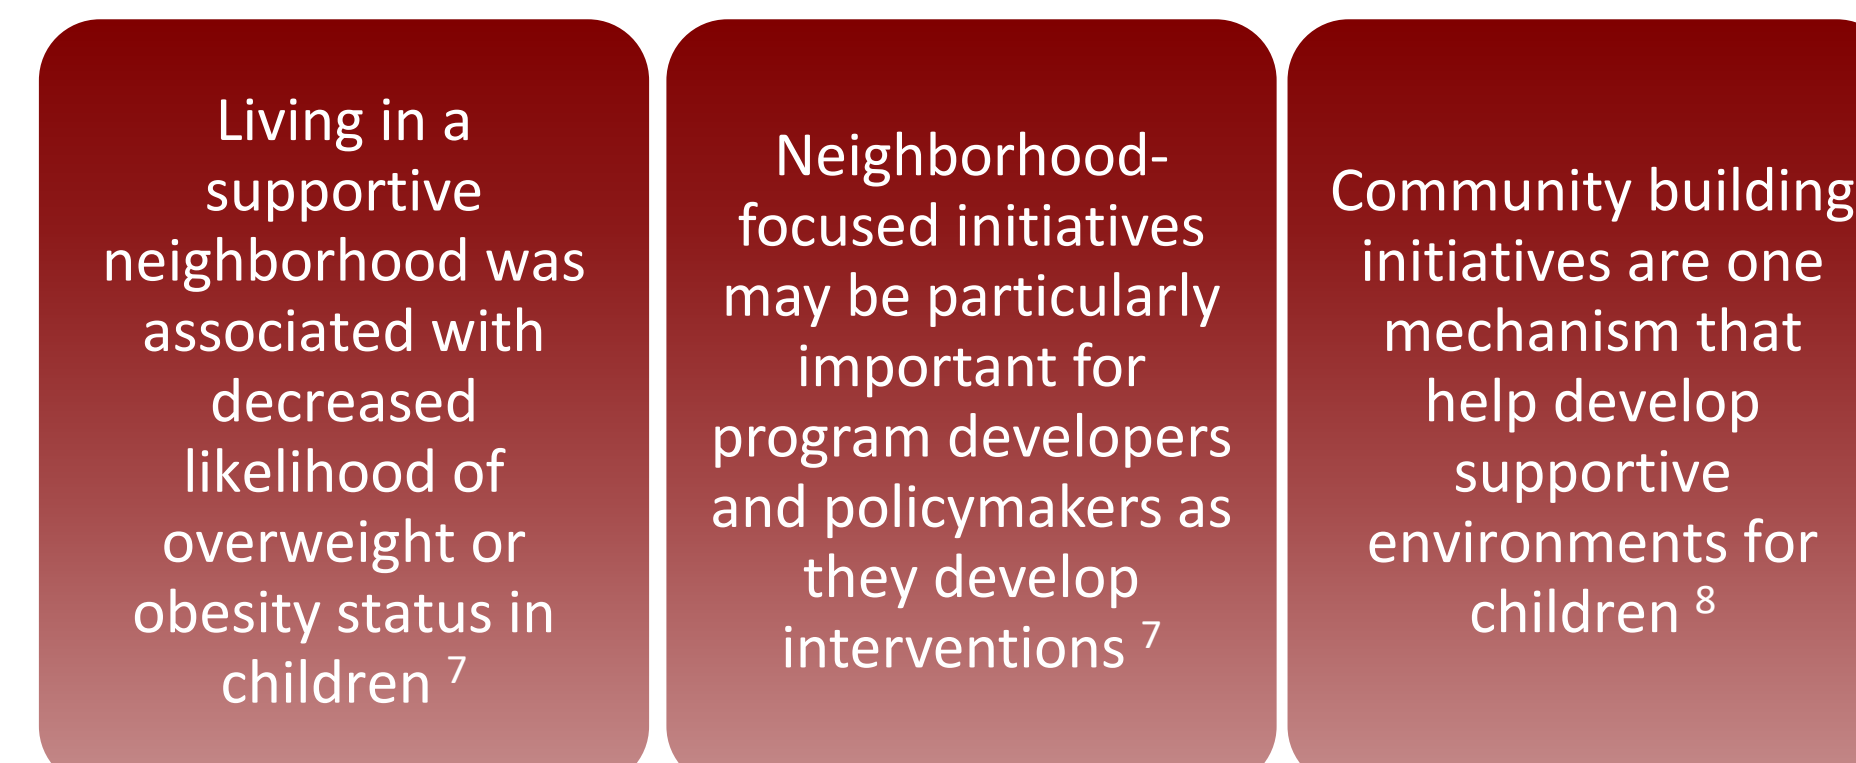 Living in a
supportive
neighborhood was
associated with
decreased
likelihood of
overweight or
obesity status in
children ⁷
Neighborhood-
focused initiatives
may be particularly
important for
program developers
and policymakers as
they develop
interventions ⁷
Community building
initiatives are one
mechanism that
help develop
supportive
environments for
children ⁸